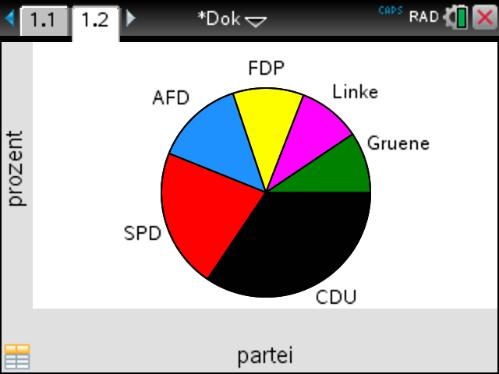 1.1 1.2 *Dok CAPS RAD
FDP
AFD Linke
Gruene
prozent
SPD
CDU
partei